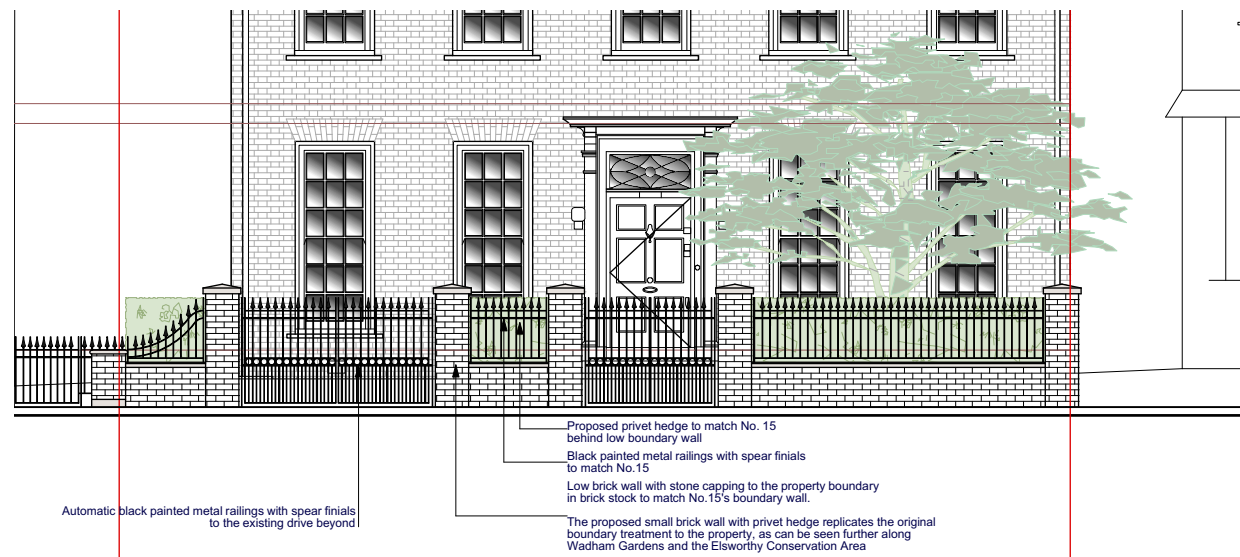 Proposed privet hedge to match No. 15
behind low boundary wall
Black painted metal railings with spear finials
to match No.15
Low brick wall with stone capping to the property boundary
in brick stock to match No.15's boundary wall.
Automatic black painted metal railings with spear finials
to the existing drive beyond
The proposed small brick wall with privet hedge replicates the original
boundary treatment to the property, as can be seen further along
Wadham Gardens and the Elsworthy Conservation Area